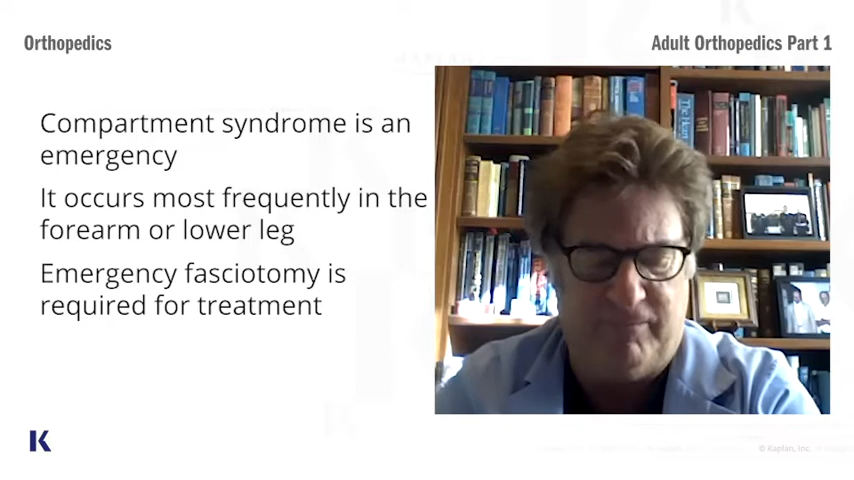 Orthopedics
Adult Orthopedics Part 1
Compartment syndrome is an
emergency
It occurs most frequently in the
forearm or lower leg
Emergency fasciotomy is
required for treatment
K
© Kaplan, Inc.